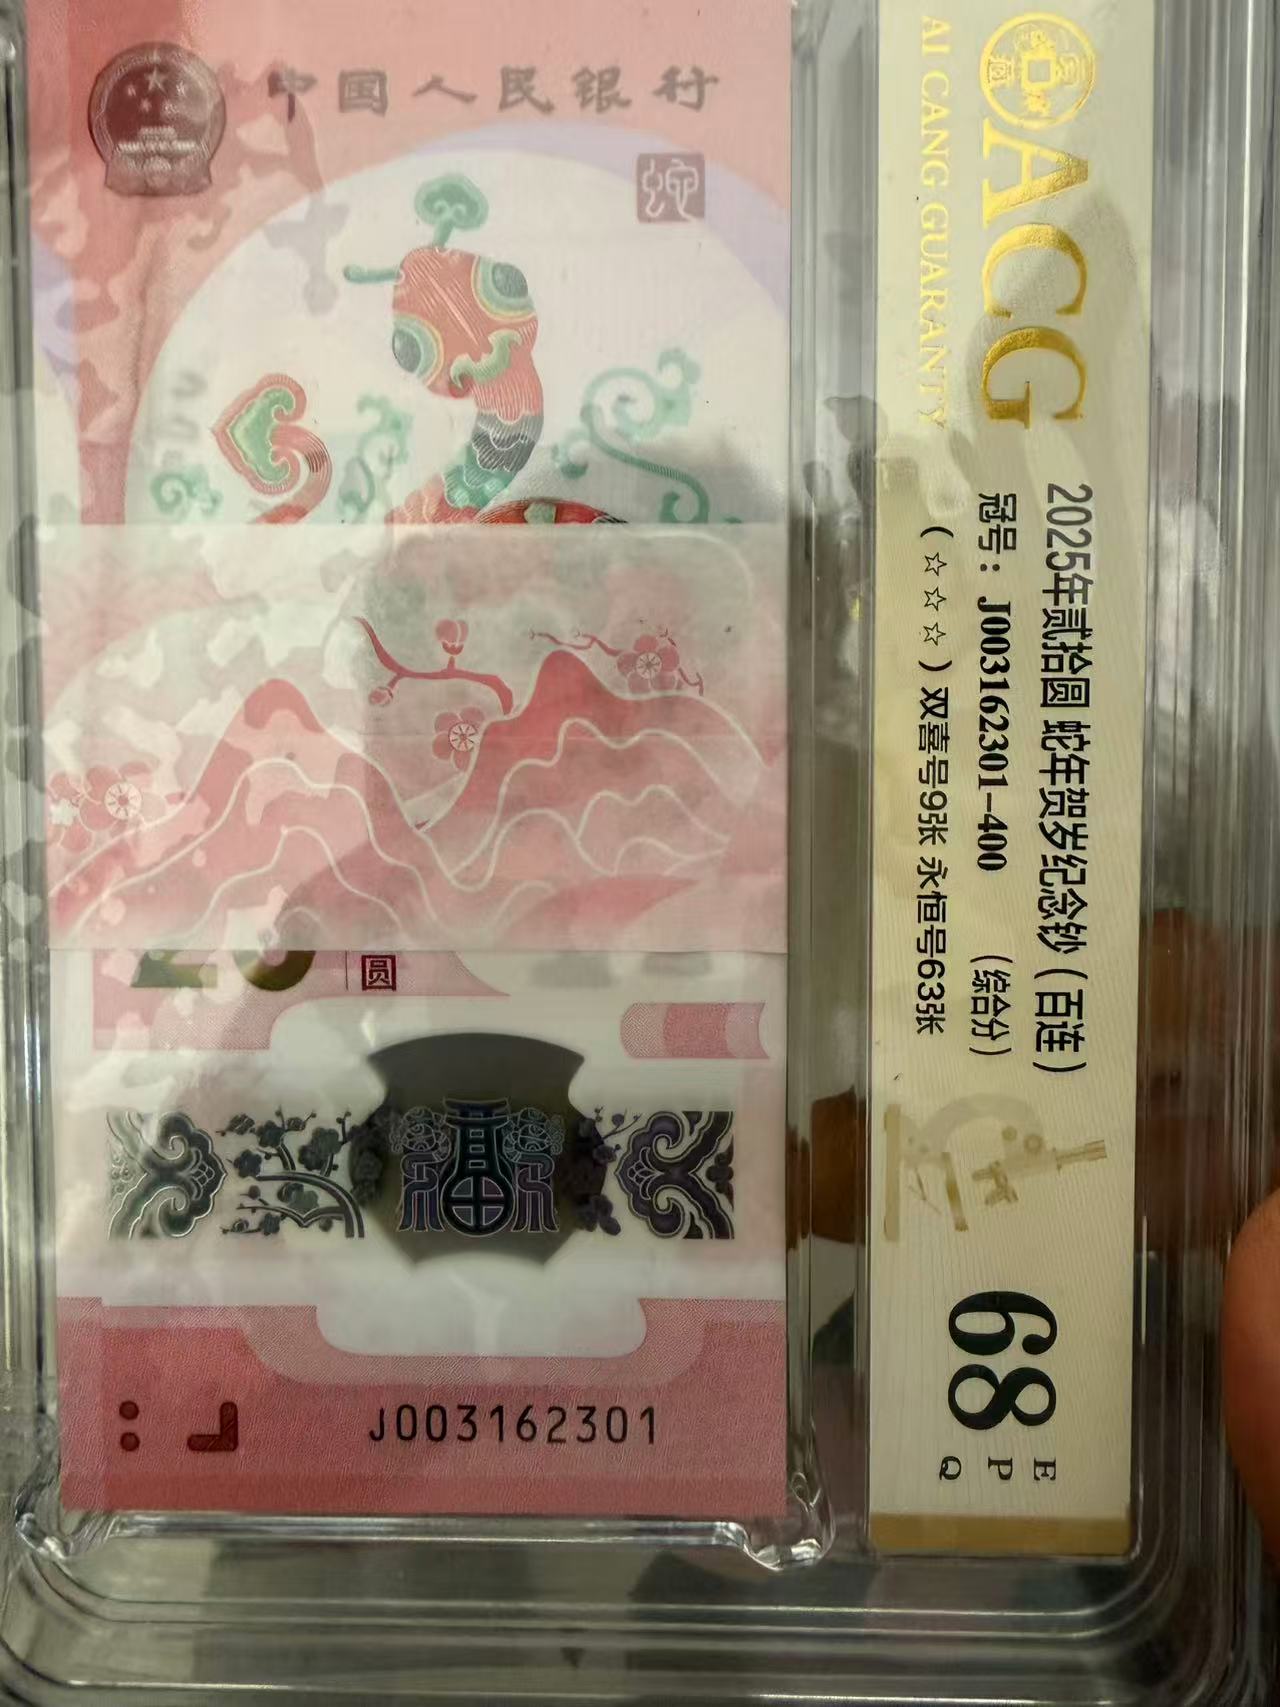 中国人民银行
蛇
20 圆
福
J003162301
ACG
AI CANG GUARANTY
2025年贰拾圆 蛇年贺岁纪念钞（百连）
冠号：J003162301-400 （综合分）
（☆☆☆）双喜号9张 永恒号63张
68
E
P
Q